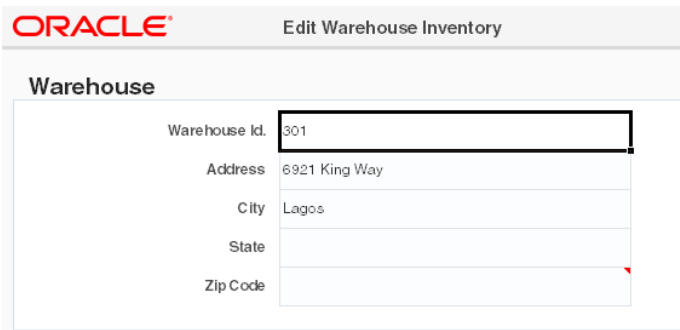 ORACLE®
Edit Warehouse Inventory
Warehouse
Warehouse Id. 301
Address 6921 King Way
City Lagos
State
Zip Code